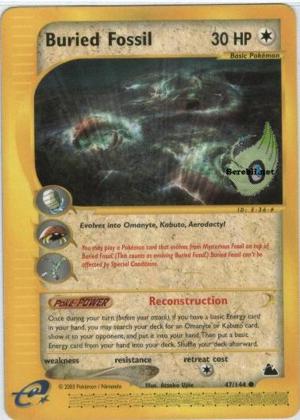 Buried Fossil
30 HP
Basic Pokémon
Serebii.net
ID: E-36-#
Evolves into Omanyte, Kabuto, Aerodactyl
You may play a Pokémon card that evolves from Mysterious Fossil on top of
Buried Fossil. (This counts as evolving Buried Fossil.) Buried Fossil can't be
affected by Special Conditions.
Poké-POWER
Reconstruction
Once during your turn (before your attack), if you have a basic Energy card
in your hand, you may search your deck for an Omanyte or Kabuto card,
show it to your opponent, and put it into your hand. Then put a basic
Energy card from your hand into your deck. Shuffle your deck afterward.
weakness
resistance
retreat cost
Illus. Atsuko Ujiie
© 2003 Pokémon / Nintendo
47/144
e